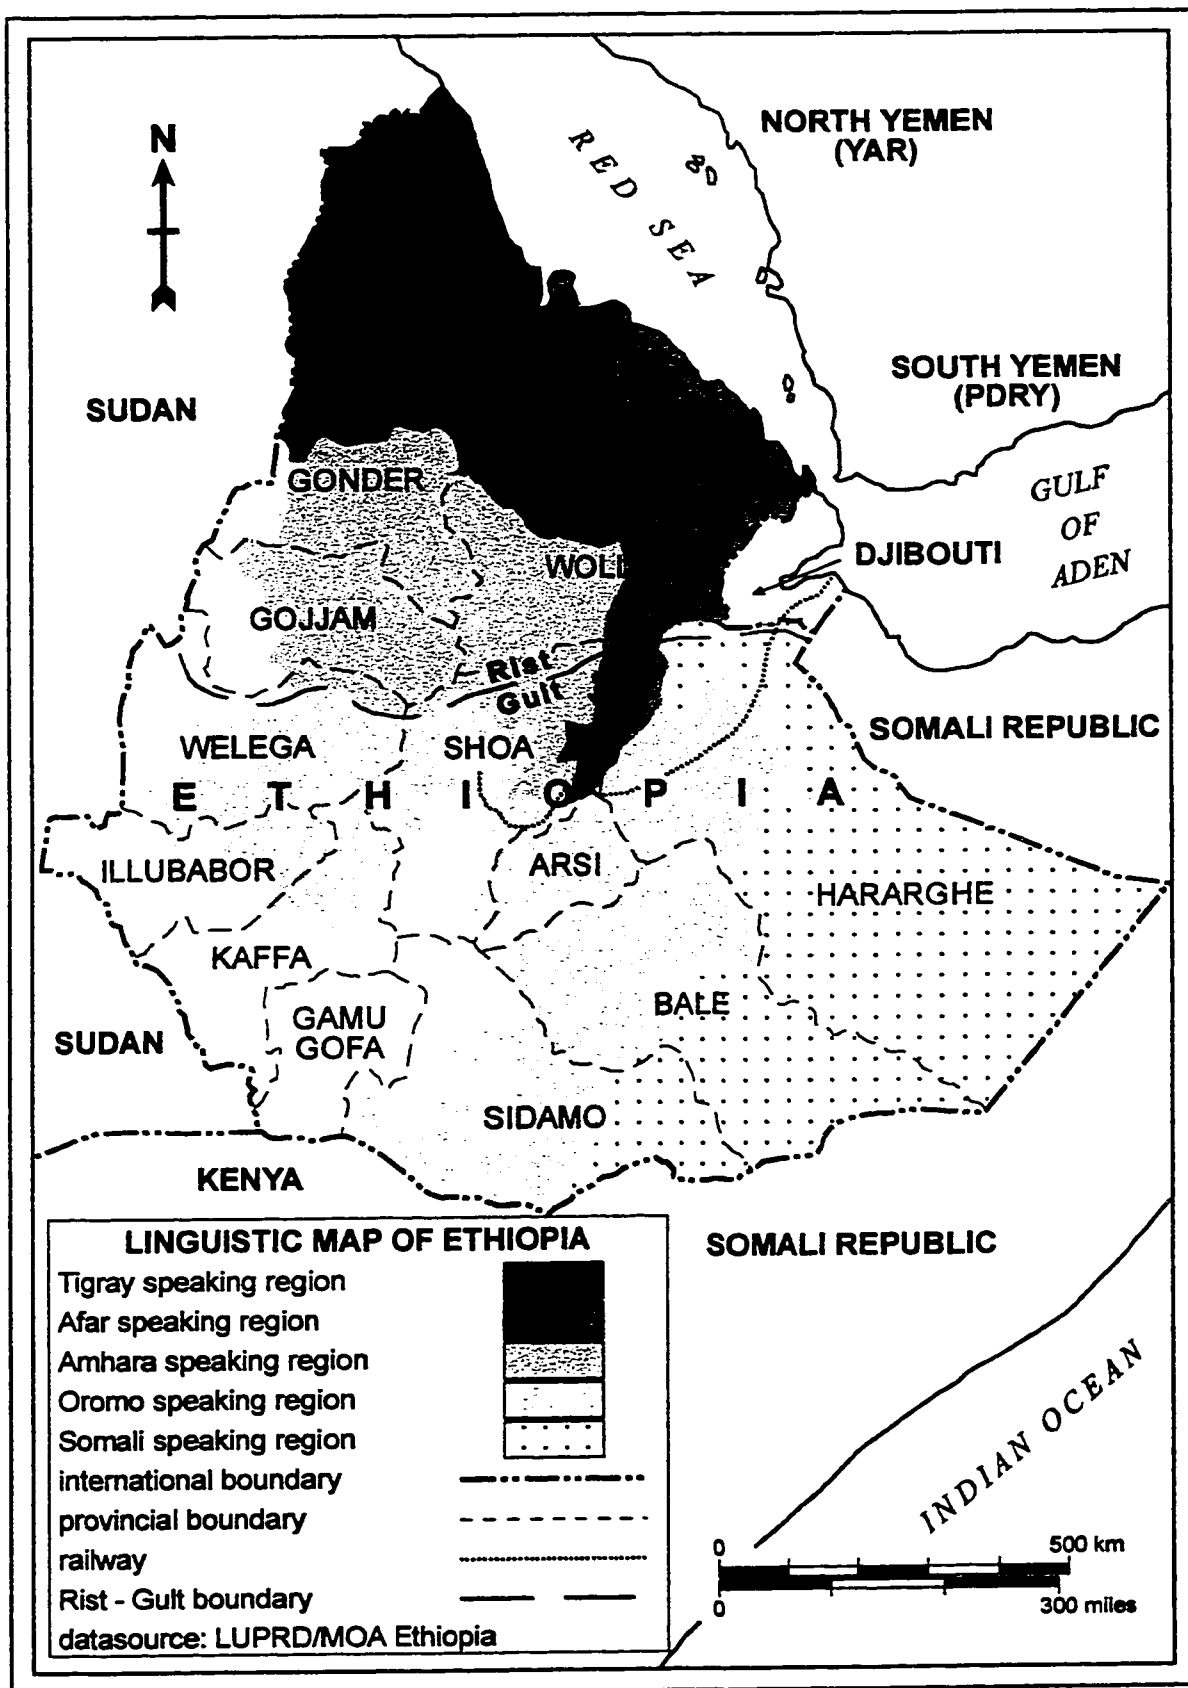 N
RED SEA
NORTH YEMEN
(YAR)
SOUTH YEMEN
(PDRY)
SUDAN
GONDER
GULF
OF
ADEN
DJIBOUTI
GOJJAM
Rist
Gult
SOMALI REPUBLIC
WELEGA
SHOA
ETHIOPIA
ILLUBABOR
ARSI
HARARGHE
KAFFA
BALE
GAMU
GOFA
SUDAN
SIDAMO
KENYA
SOMALI REPUBLIC
INDIAN OCEAN
LINGUISTIC MAP OF ETHIOPIA
Tigray speaking region
Afar speaking region
Amhara speaking region
Oromo speaking region
Somali speaking region
international boundary
provincial boundary
railway
Rist - Gult boundary
datasource: LUPRD/MOA Ethiopia
0 500 km
0 300 miles